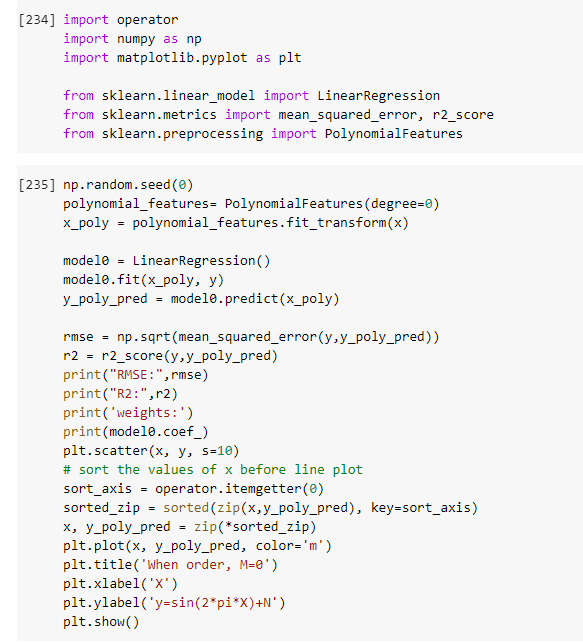 [234] import operator
import numpy as np
import matplotlib.pyplot as plt
from sklearn.linear_model import LinearRegression
from sklearn.metrics import mean_squared_error, r2_score
from sklearn.preprocessing import PolynomialFeatures
[235] np.random.seed(0)
polynomial_features= PolynomialFeatures(degree=0)
x_poly = polynomial_features.fit_transform(x)
model0 = LinearRegression()
model0.fit(x_poly, y)
y_poly_pred = model0.predict(x_poly)
rmse = np.sqrt(mean_squared_error(y,y_poly_pred))
r2 = r2_score(y,y_poly_pred)
print("RMSE:",rmse)
print("R2:",r2)
print('weights:')
print(model0.coef_)
plt.scatter(x, y, s=10)
# sort the values of x before line plot
sort_axis = operator.itemgetter(0)
sorted_zip = sorted(zip(x,y_poly_pred), key=sort_axis)
x, y_poly_pred = zip(*sorted_zip)
plt.plot(x, y_poly_pred, color='m')
plt.title('When order, M=0')
plt.xlabel('X')
plt.ylabel('y=sin(2*pi*X)+N')
plt.show()